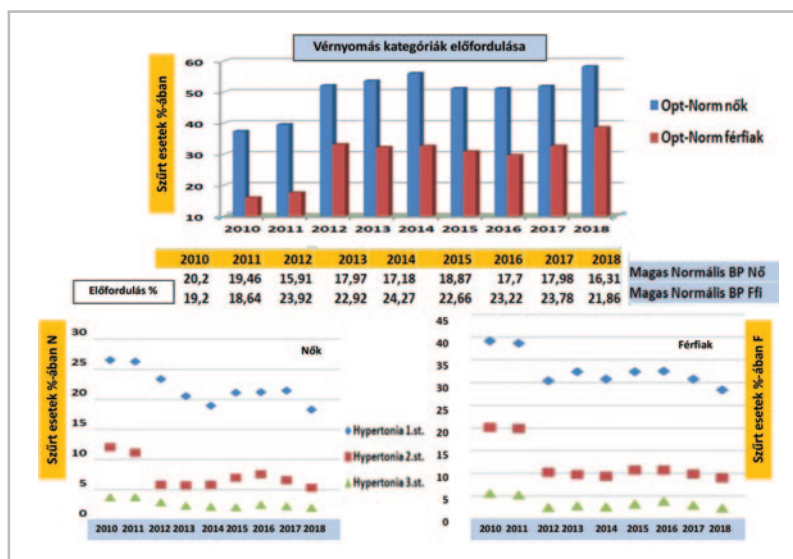 Vérnyomás kategóriák előfordulása
Szűrt esetek %-ában
60
50
40
30
20
10
2010 2011 2012 2013 2014 2015 2016 2017 2018
Opt-Norm nők
Opt-Norm férfiak
2010 2011 2012 2013 2014 2015 2016 2017 2018
20,2 19,46 15,91 17,97 17,18 18,87 17,7 17,98 16,31 Magas Normális BP Nő
Előfordulás %
19,2 18,64 23,92 22,92 24,27 22,66 23,22 23,78 21,86 Magas Normális BP Ffi
Szűrt esetek %-ában N
Nők
30
25
20
15
10
5
0
2010 2011 2012 2013 2014 2015 2016 2017 2018
Hypertonia 1.st.
Hypertonia 2.st.
Hypertonia 3.st.
Férfiak
45
40
35
30
25
20
15
10
5
0
2010 2011 2012 2013 2014 2015 2016 2017 2018
Szűrt esetek %-ában F